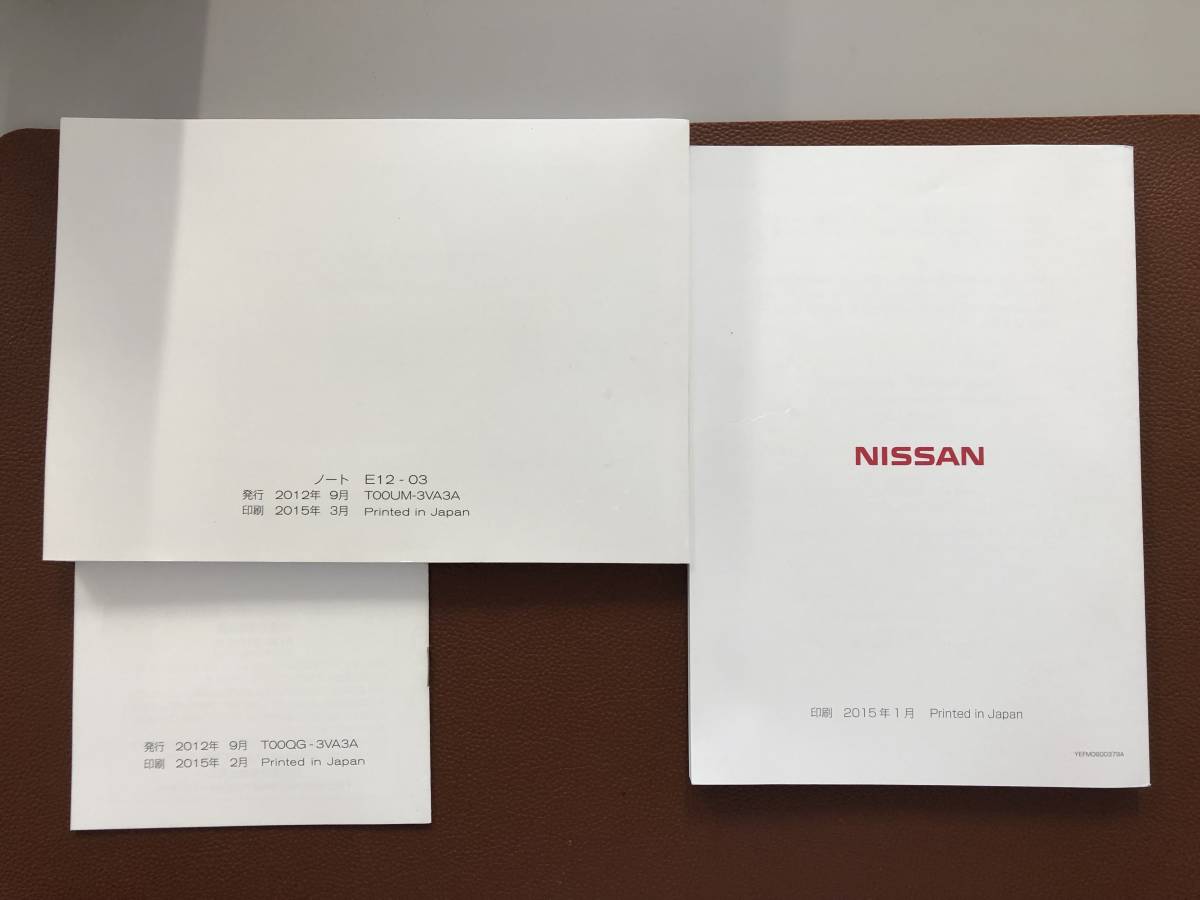 ノート E12-03
発行 2012年 9月 T00UM-3VA3A
印刷 2015年 3月 Printed in Japan
NISSAN
印刷 2015年1月 Printed in Japan
YEFM0600379A
発行 2012年 9月 T00QG-3VA3A
印刷 2015年 2月 Printed in Japan